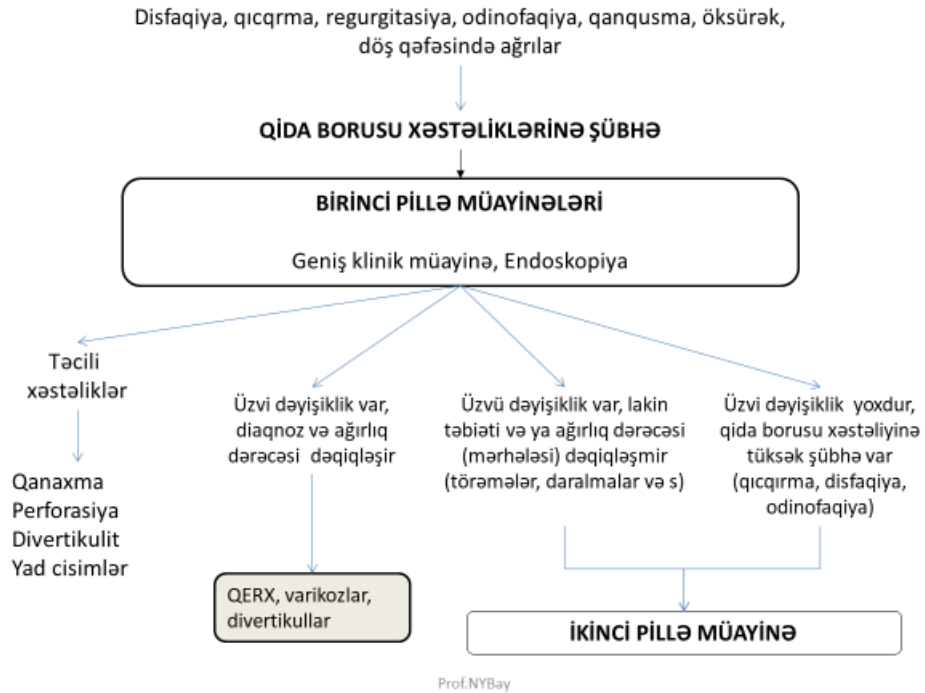 Disfaqiya, qıcqrma, regurgitasiya, odinofaqiya, qanqusma, öksürək,
döş qəfəsində ağrılar
QİDA BORUSU XƏSTƏLİKLƏRİNƏ ŞÜBHƏ
BİRİNCİ PİLLƏ MÜAYİNƏLƏRİ
Geniş klinik müayinə, Endoskopiya
Təcili
xəstəliklər
Qanaxma
Perforasiya
Divertikulit
Yad cisimlər
Üzvi dəyişiklik var,
diaqnoz və ağırlıq
dərəcəsi dəqiqləşir
QERX, varikozlar,
divertikullar
Üzvü dəyişiklik var, lakin
təbiəti və ya ağırlıq dərəcəsi
(mərhələsi) dəqiqləşmir
(törəmələr, daralmalar və s)
Üzvi dəyişiklik yoxdur,
qida borusu xəstəliyinə
tüksək şübhə var
(qıcqırma, disfaqiya,
odinofaqiya)
İKİNCİ PİLLƏ MÜAYİNƏ
Prof.NYBay